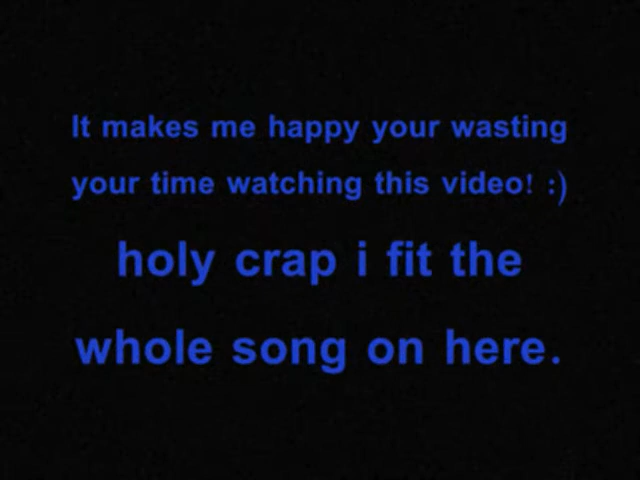 It makes me happy your wasting
your time watching this video! :)
holy crap i fit the
whole song on here.